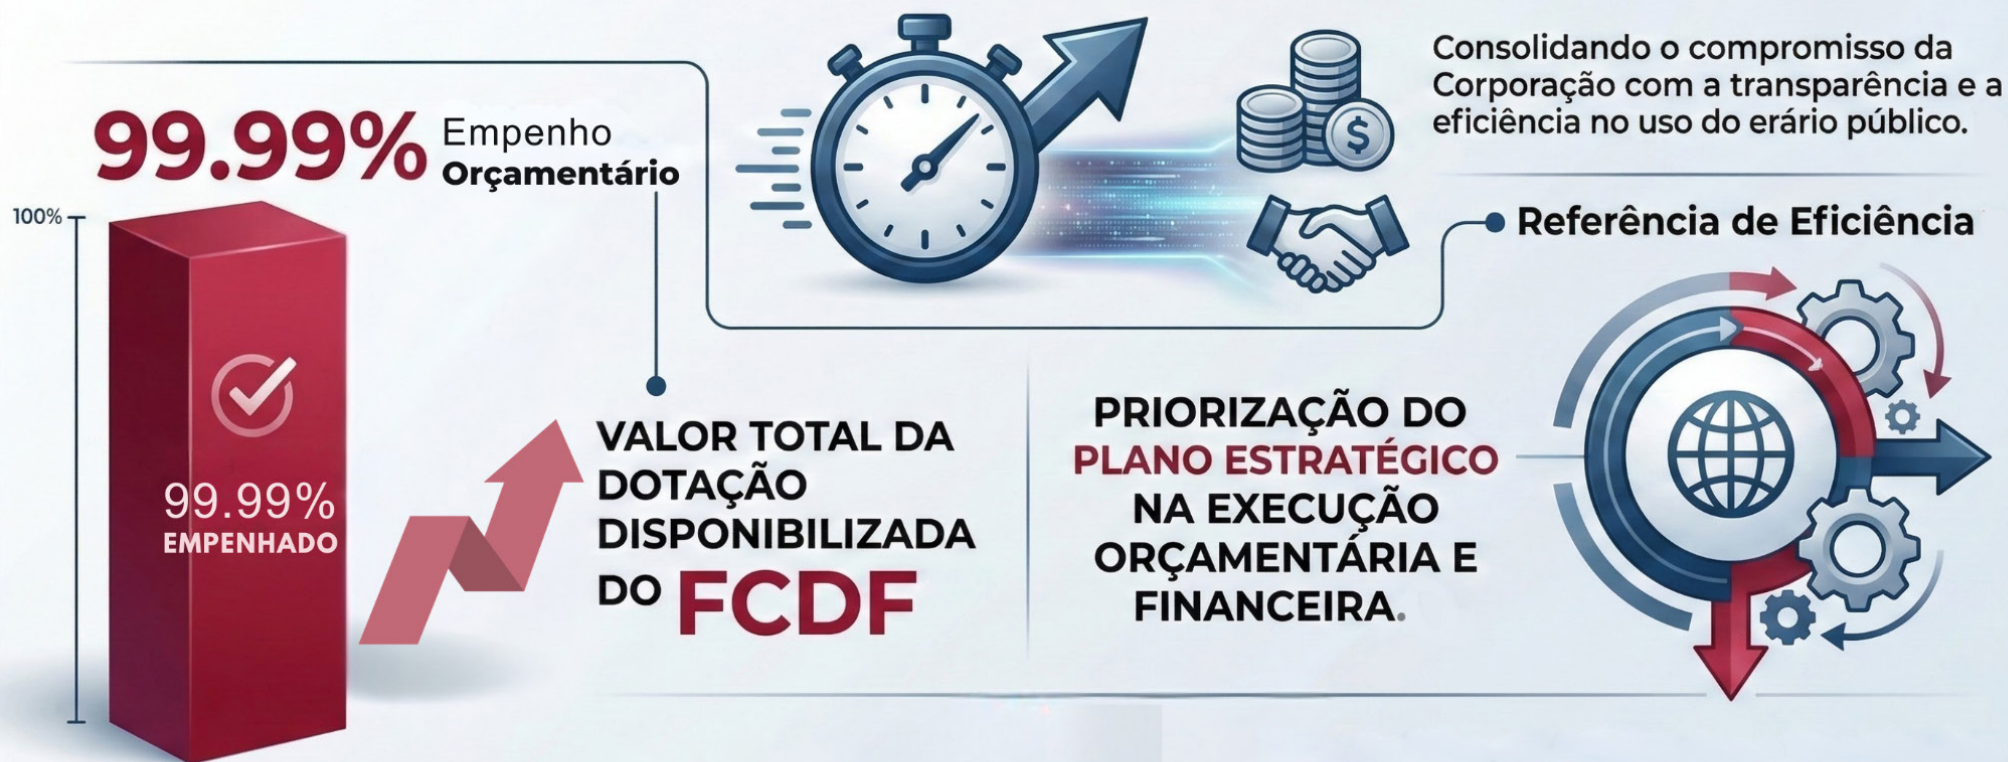 99.99% Empenho
Orçamentário
100%
99.99%
EMPENHADO
VALOR TOTAL DA
DOTAÇÃO
DISPONIBILIZADA
DO FCDF
$
Consolidando o compromisso da
Corporação com a transparência e a
eficiência no uso do erário público.
Referência de Eficiência
PRIORIZAÇÃO DO
PLANO ESTRATÉGICO
NA EXECUÇÃO
ORÇAMENTÁRIA E
FINANCEIRA.